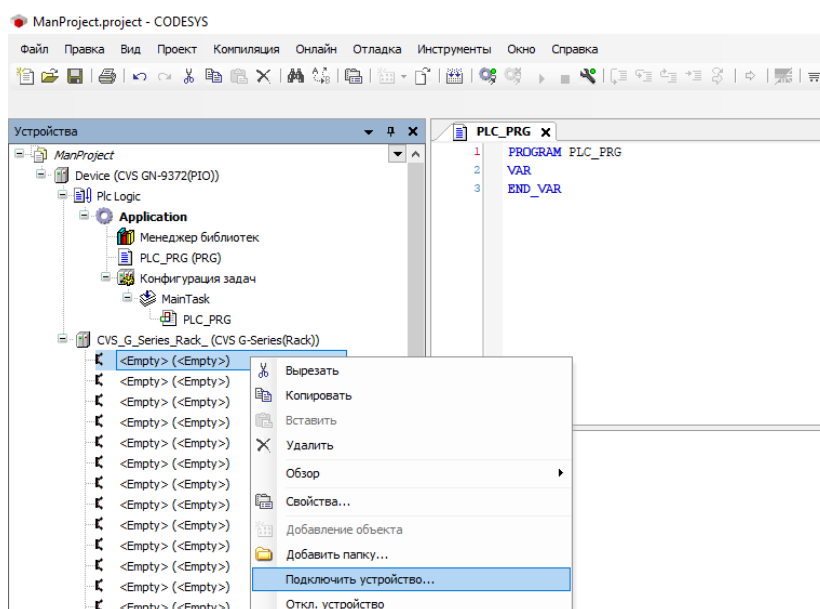 ManProject.project - CODESYS
Файл Правка Вид Проект Компиляция Онлайн Отладка Инструменты Окно Справка
Устройства
ManProject
Device (CVS GN-9372(PIO))
Plc Logic
Application
Менеджер библиотек
PLC_PRG (PRG)
Конфигурация задач
MainTask
PLC_PRG
CVS_G_Series_Rack_ (CVS G-Series(Rack))
<Empty> (<Empty>)
<Empty> (<Empty>)
<Empty> (<Empty>)
<Empty> (<Empty>)
<Empty> (<Empty>)
<Empty> (<Empty>)
<Empty> (<Empty>)
<Empty> (<Empty>)
<Empty> (<Empty>)
<Empty> (<Empty>)
<Empty> (<Empty>)
<Empty> (<Empty>)
<Empty> (<Empty>)
Вырезать
Копировать
Вставить
Удалить
Обзор
Свойства...
Добавление объекта
Добавить папку...
Подключить устройство...
Откл. устройство
PLC_PRG X
1 PROGRAM PLC_PRG
2 VAR
3 END_VAR